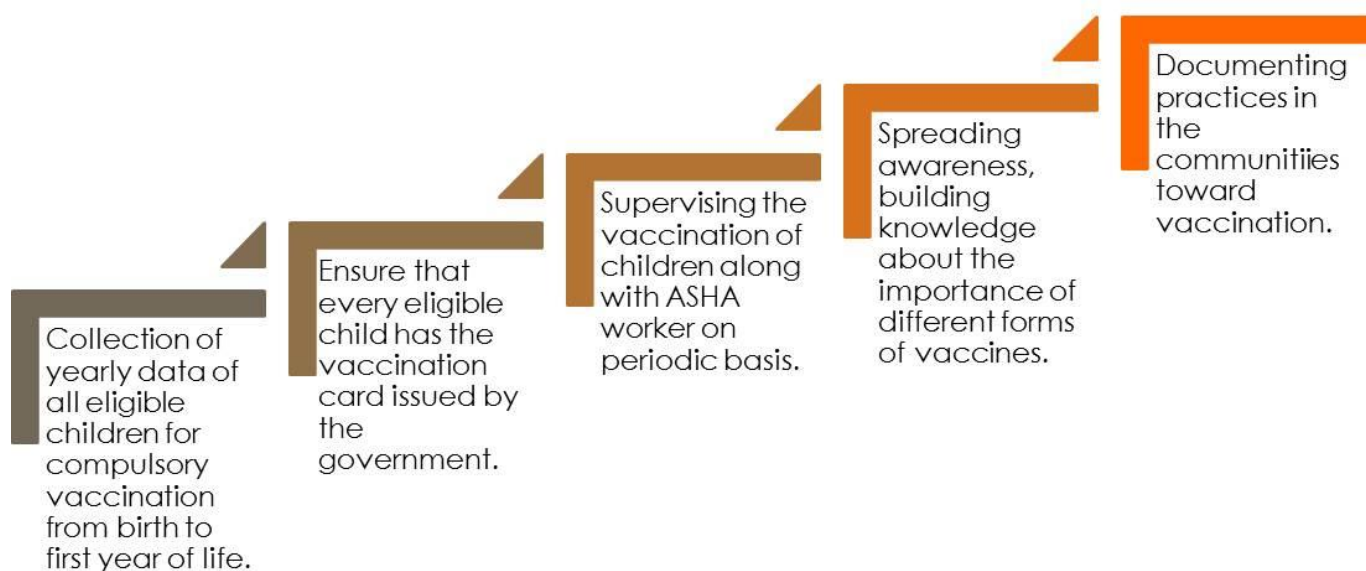 Collection of
yearly data of
all eligible
children for
compulsory
vaccination
from birth to
first year of life.
Ensure that
every eligible
child has the
vaccination
card issued by
the
government.
Supervising the
vaccination of
children along
with ASHA
worker on
periodic basis.
Spreading
awareness,
building
knowledge
about the
importance of
different forms
of vaccines.
Documenting
practices in
the
communitiies
toward
vaccination.